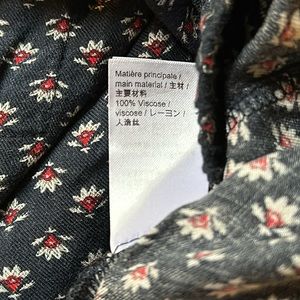 Matière principale /
main material / 主材 /
主要材料
100% Viscose /
viscose / レーヨン /
人造丝